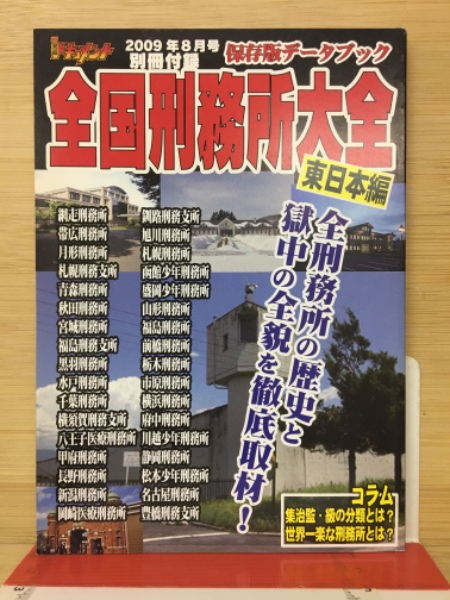 ドキュメント
2009年8月号
別冊付録
保存版データブック
全国刑務所大全
東日本編
網走刑務所
帯広刑務所
月形刑務所
札幌刑務支所
青森刑務所
秋田刑務所
宮城刑務所
福島刑務支所
黒羽刑務所
水戸刑務所
千葉刑務所
横須賀刑務支所
八王子医療刑務所
甲府刑務所
長野刑務所
新潟刑務所
岡崎医療刑務所
釧路刑務支所
旭川刑務所
札幌刑務所
函館少年刑務所
盛岡少年刑務所
山形刑務所
福島刑務所
前橋刑務所
栃木刑務所
市原刑務所
横浜刑務所
府中刑務所
川越少年刑務所
静岡刑務所
松本少年刑務所
名古屋刑務所
豊橋刑務支所
全刑務所の歴史と
獄中の全貌を徹底取材!
コラム
集治監・級の分類とは?
世界一楽な刑務所とは?